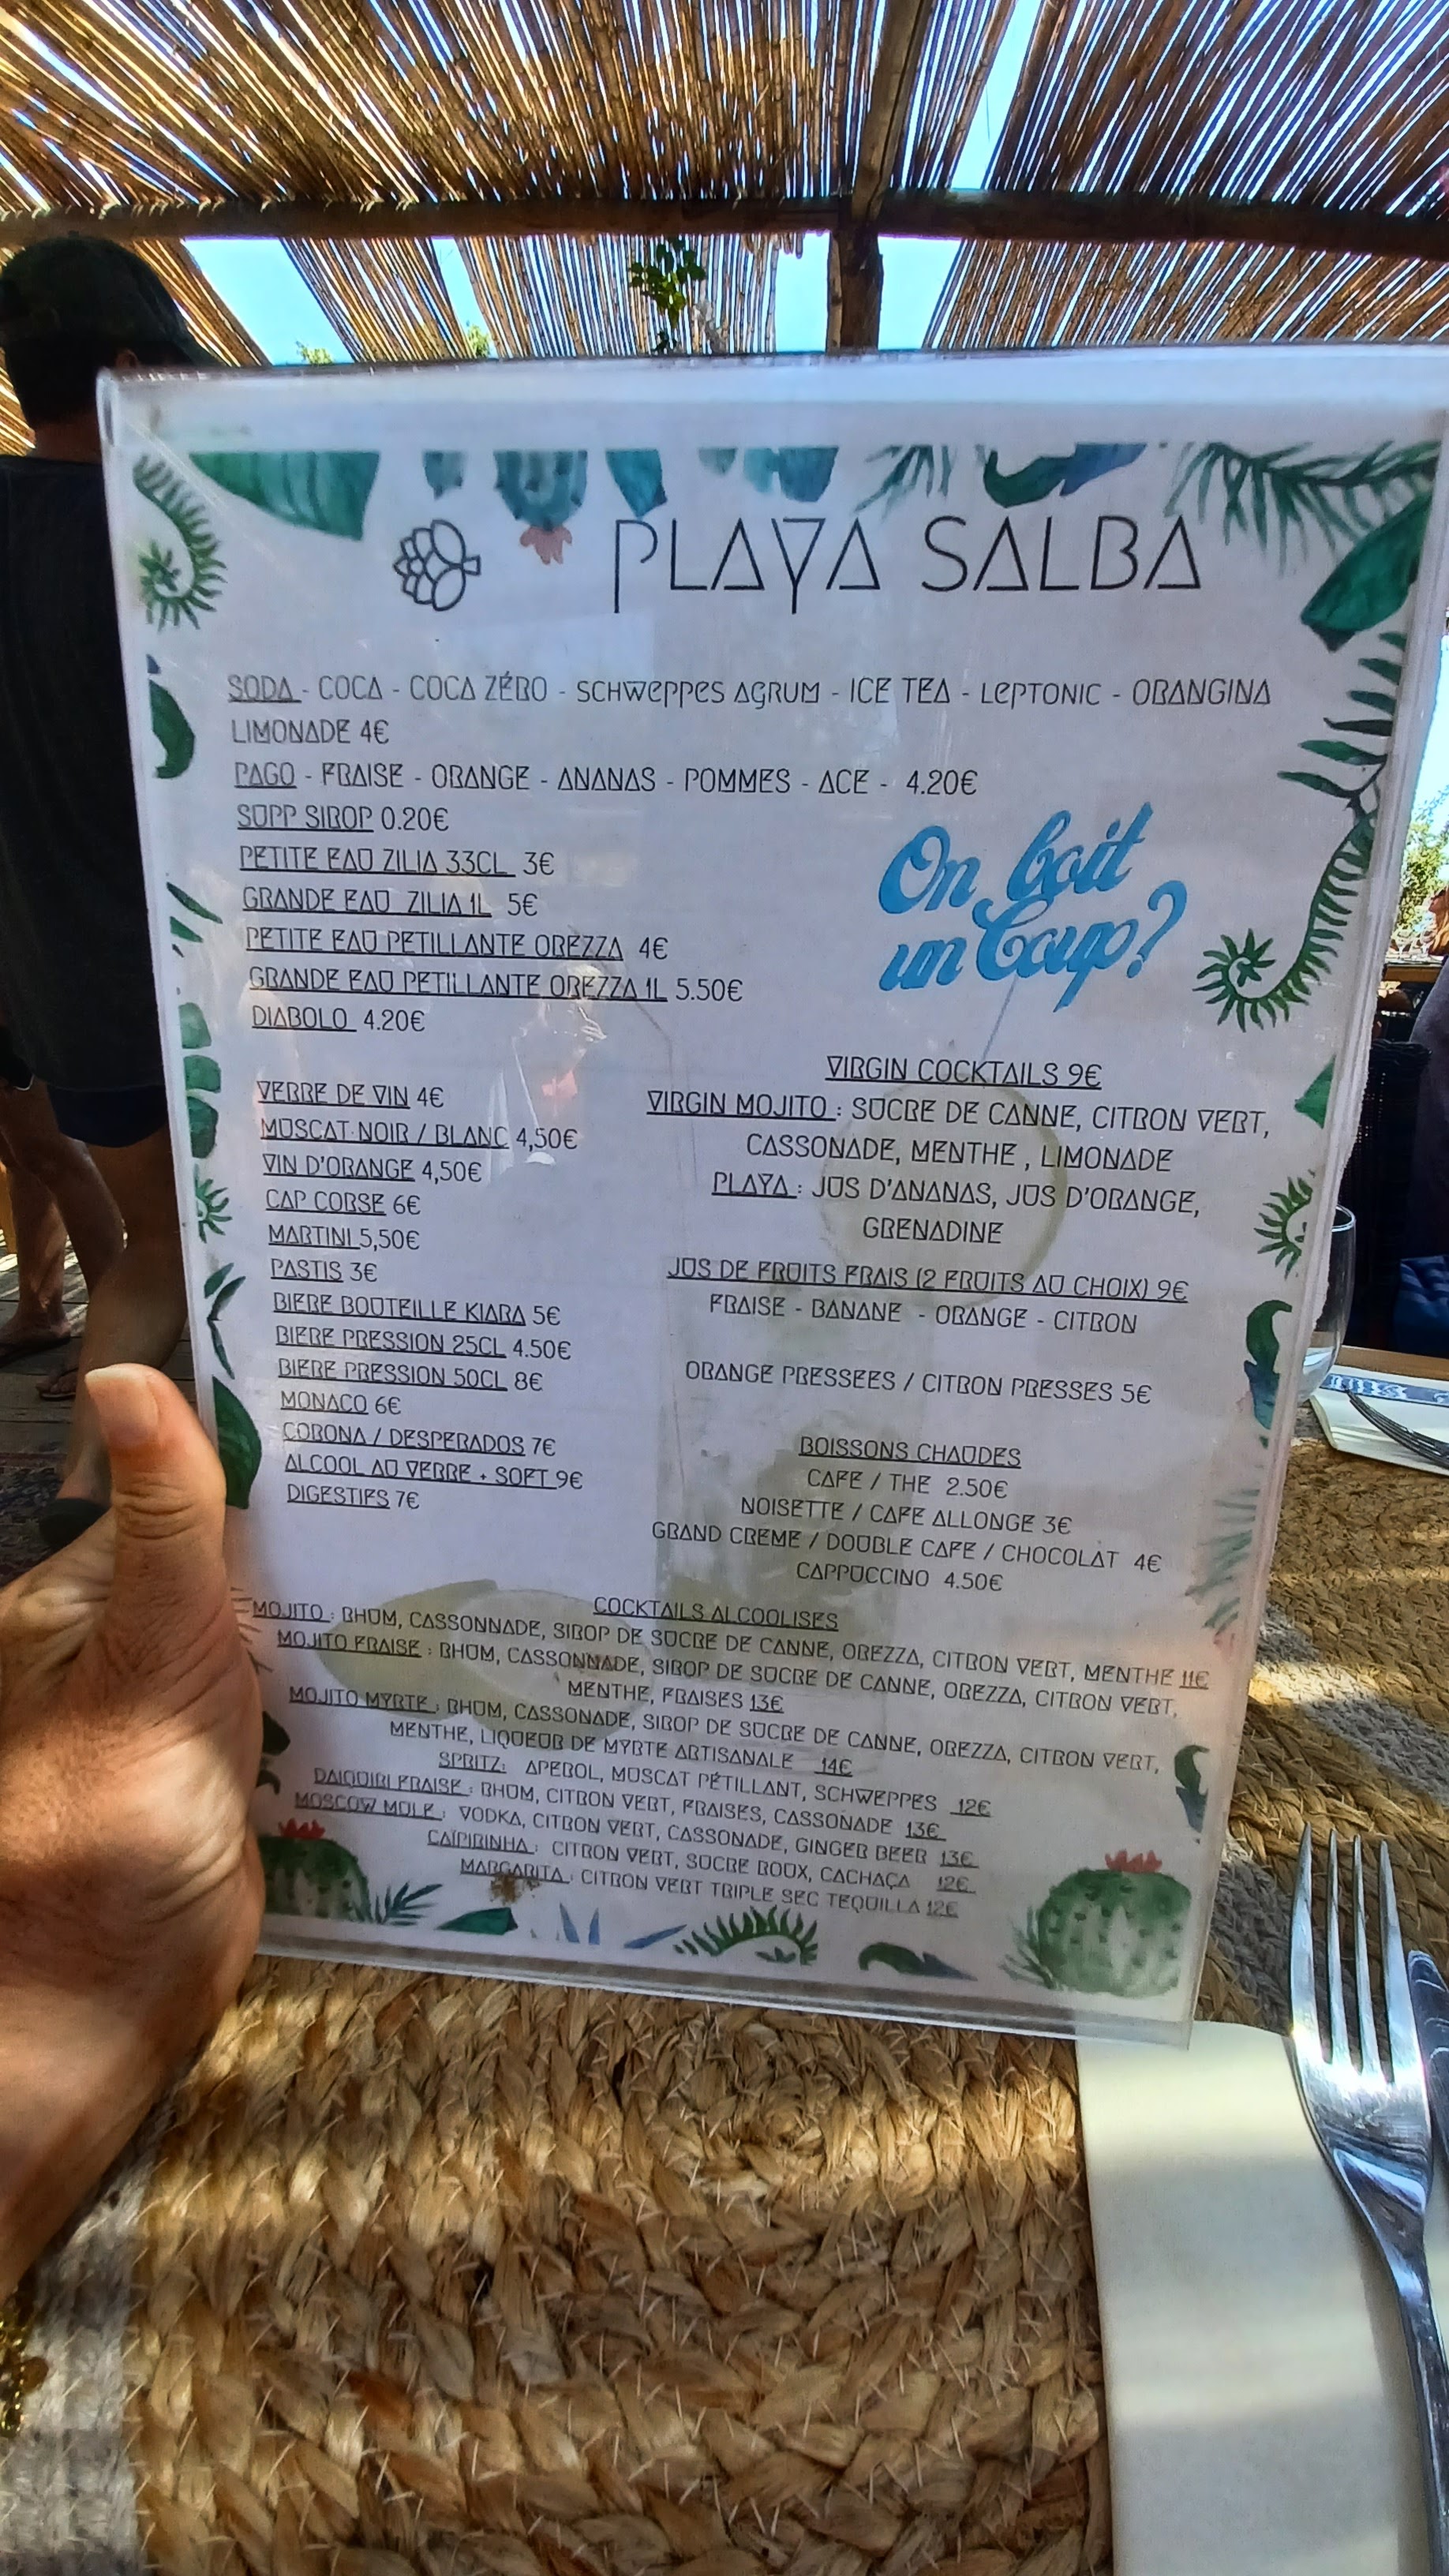 PLAYA SALBA
SODA - COCA - COCA ZÉRO - SCHWEPPES AGRUM - ICE TEA - LEPTONIC - ORANGINA
LIMONADE 4€
PAGO - FRAISE - ORANGE - ANANAS - POMMES - ACE - 4.20€
SUPP SIROP 0.20€
PETITE EAU ZILIA 33CL 3€
GRANDE EAU ZILIA 1L 5€
PETITE EAU PETILLANTE OREZZA 4€
GRANDE EAU PETILLANTE OREZZA 1L 5.50€
DIABOLO 4.20€
On boit
un Coup?
VERRE DE VIN 4€
MUSCAT NOIR / BLANC 4,50€
VIN D'ORANGE 4,50€
CAP CORSE 6€
MARTINI 5,50€
PASTIS 3€
BIERE BOUTEILLE KIARA 5€
BIERE PRESSION 25CL 4.50€
BIERE PRESSION 50CL 8€
MONACO 6€
CORONA / DESPERADOS 7€
ALCOOL AU VERRE + SOFT 9€
DIGESTIFS 7€
VIRGIN COCKTAILS 9€
VIRGIN MOJITO : SUCRE DE CANNE, CITRON VERT,
CASSONADE, MENTHE , LIMONADE
PLAYA : JUS D'ANANAS, JUS D'ORANGE,
GRENADINE
JUS DE FRUITS FRAIS (2 FRUITS AU CHOIX) 9€
FRAISE - BANANE - ORANGE - CITRON
ORANGE PRESSEES / CITRON PRESSES 5€
BOISSONS CHAUDES
CAFE / THE 2.50€
NOISETTE / CAFE ALLONGE 3€
GRAND CREME / DOUBLE CAFE / CHOCOLAT 4€
CAPPUCCINO 4.50€
COCKTAILS ALCOOLISES
MOJITO : RHUM, CASSONNADE, SIROP DE SUCRE DE CANNE, OREZZA, CITRON VERT, MENTHE 11€
MOJITO FRAISE : RHUM, CASSONNADE, SIROP DE SUCRE DE CANNE, OREZZA, CITRON VERT,
MENTHE, FRAISES 13€
MOJITO MYRTE : RHUM, CASSONADE, SIROP DE SUCRE DE CANNE, OREZZA, CITRON VERT,
MENTHE, LIQUEUR DE MYRTE ARTISANALE 14€
SPRITZ: APEROL, MUSCAT PÉTILLANT, SCHWEPPES 12€
DAIQUIRI FRAISE : RHUM, CITRON VERT, FRAISES, CASSONADE 13€
MOSCOW MULE : VODKA, CITRON VERT, CASSONADE, GINGER BEER 13€
CAÏPIRINHA : CITRON VERT, SUCRE ROUX, CACHAÇA 12€
MARGARITA : CITRON VERT TRIPLE SEC TEQUILLA 12€